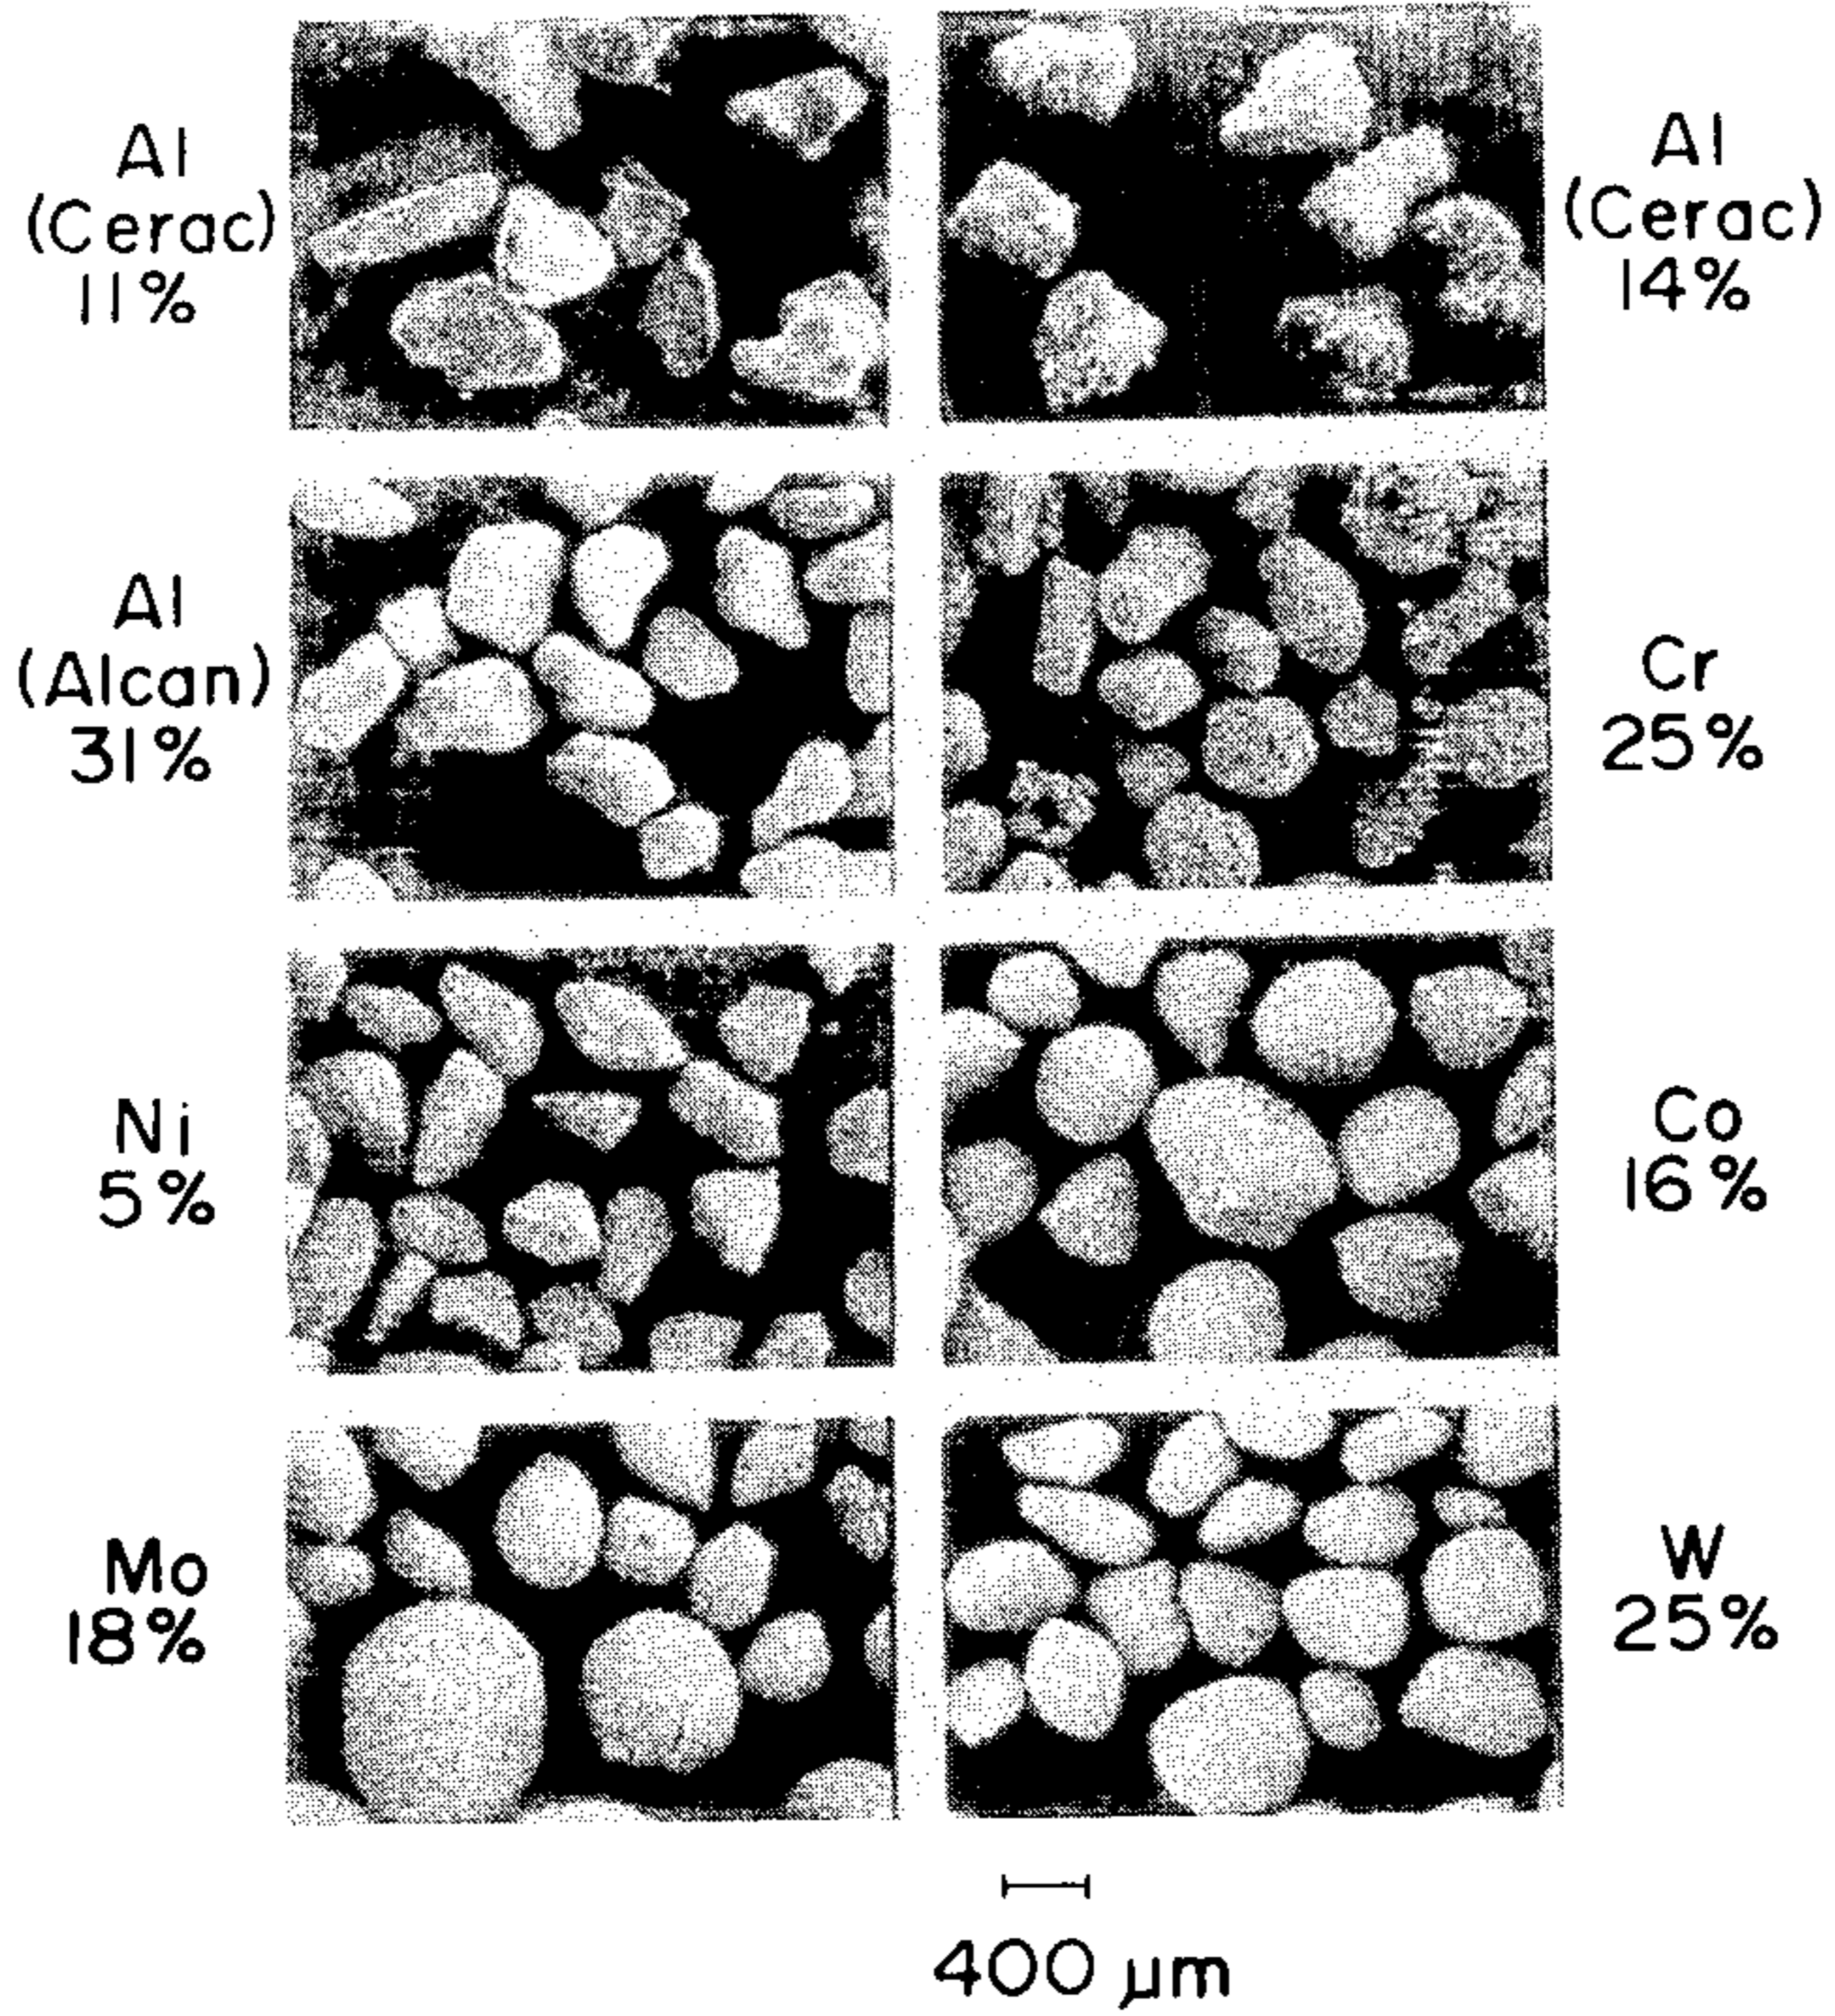 Al
(Cerac)
11%
Al
(Cerac)
14%
Al
(Alcan)
31%
Cr
25%
Ni
5%
Co
16%
Mo
18%
W
25%
400 μm